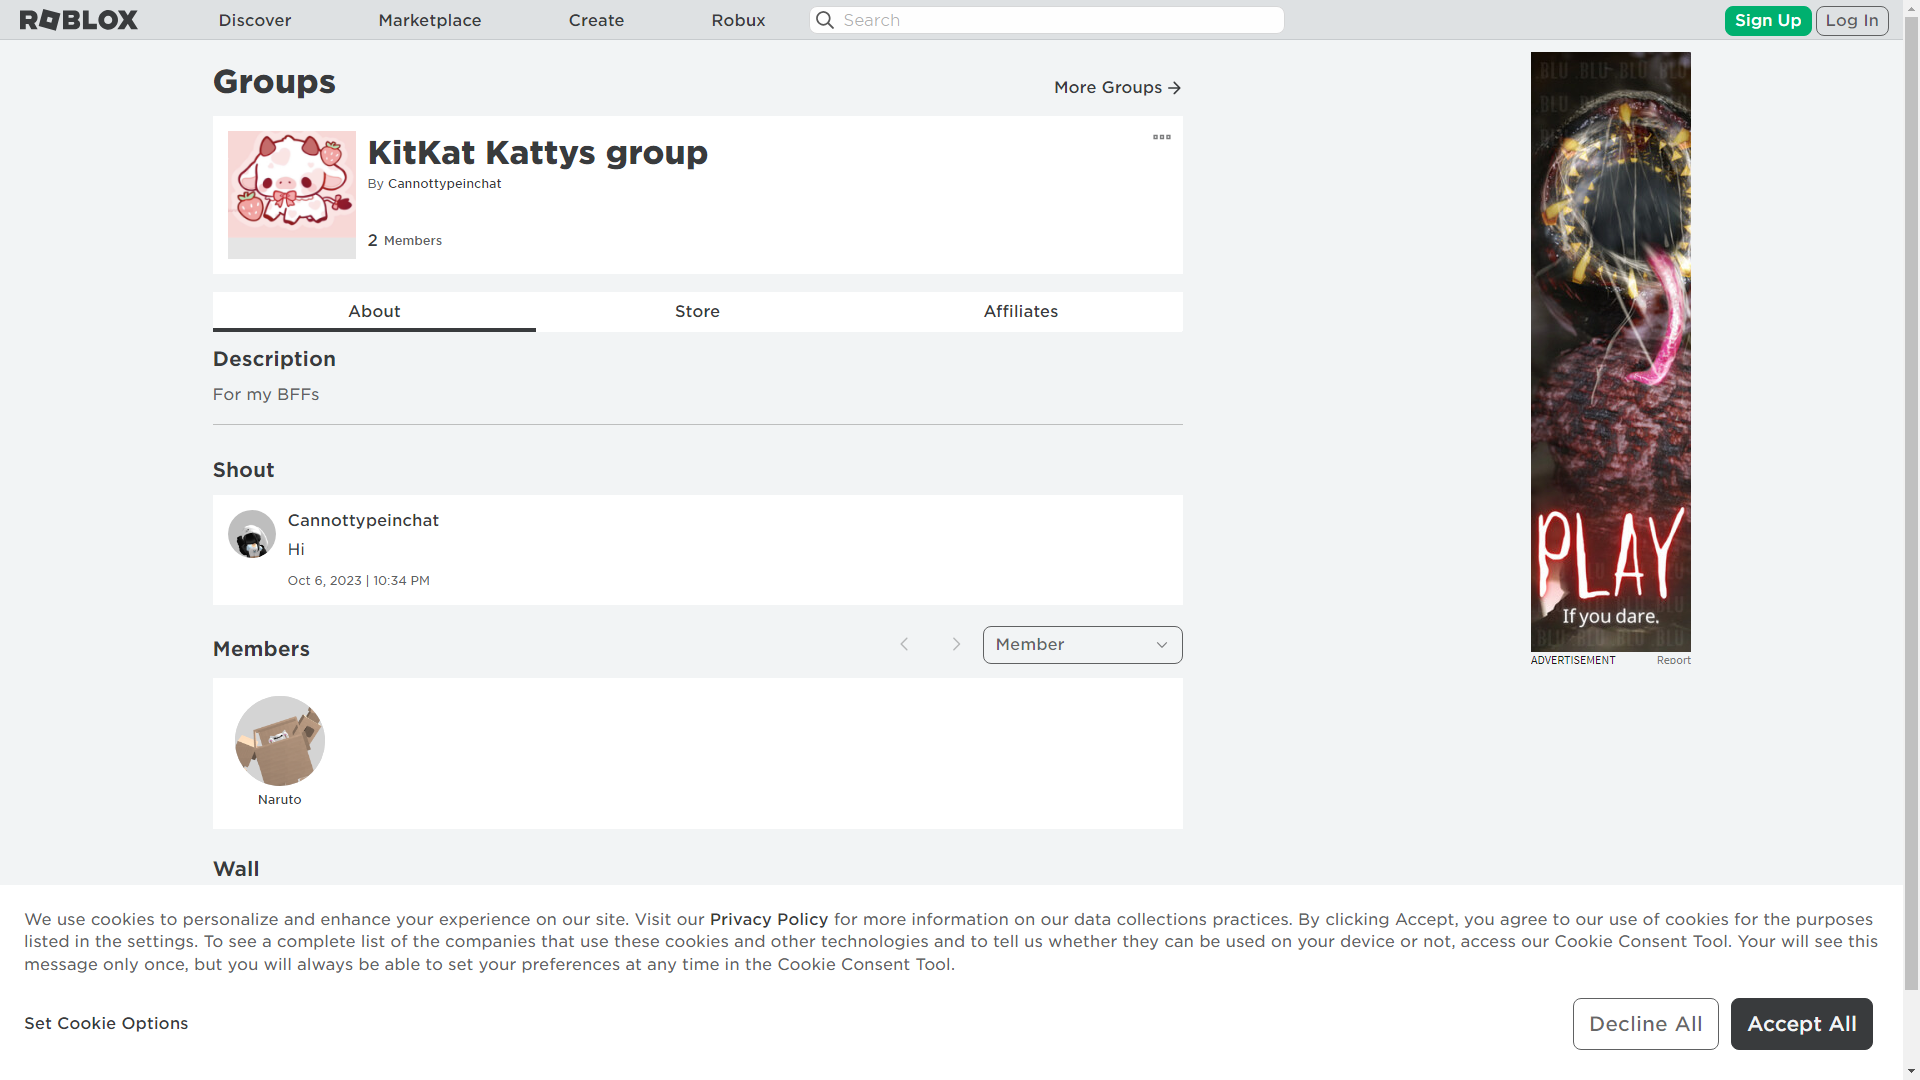 ROBLOX
Discover
Marketplace
Create
Robux
Search
Sign Up
Log In
Groups
More Groups
KitKat Kattys group
By Cannottypeinchat
2 Members
About
Store
Affiliates
Description
For my BFFs
Shout
Cannottypeinchat
Hi
Oct 6, 2023 | 10:34 PM
Members
Member
Naruto
Wall
PLAY
If you dare.
ADVERTISEMENT
Report
We use cookies to personalize and enhance your experience on our site. Visit our Privacy Policy for more information on our data collections practices. By clicking Accept, you agree to our use of cookies for the purposes
listed in the settings. To see a complete list of the companies that use these cookies and other technologies and to tell us whether they can be used on your device or not, access our Cookie Consent Tool. Your will see this
message only once, but you will always be able to set your preferences at any time in the Cookie Consent Tool.
Set Cookie Options
Decline All
Accept All